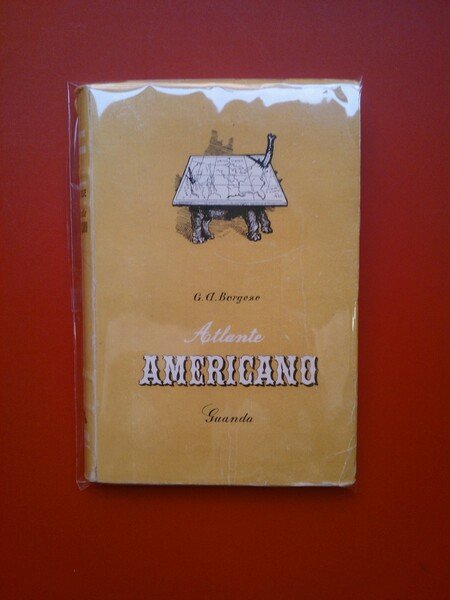 G. A. Borgese
Atlante
AMERICANO
Guanda